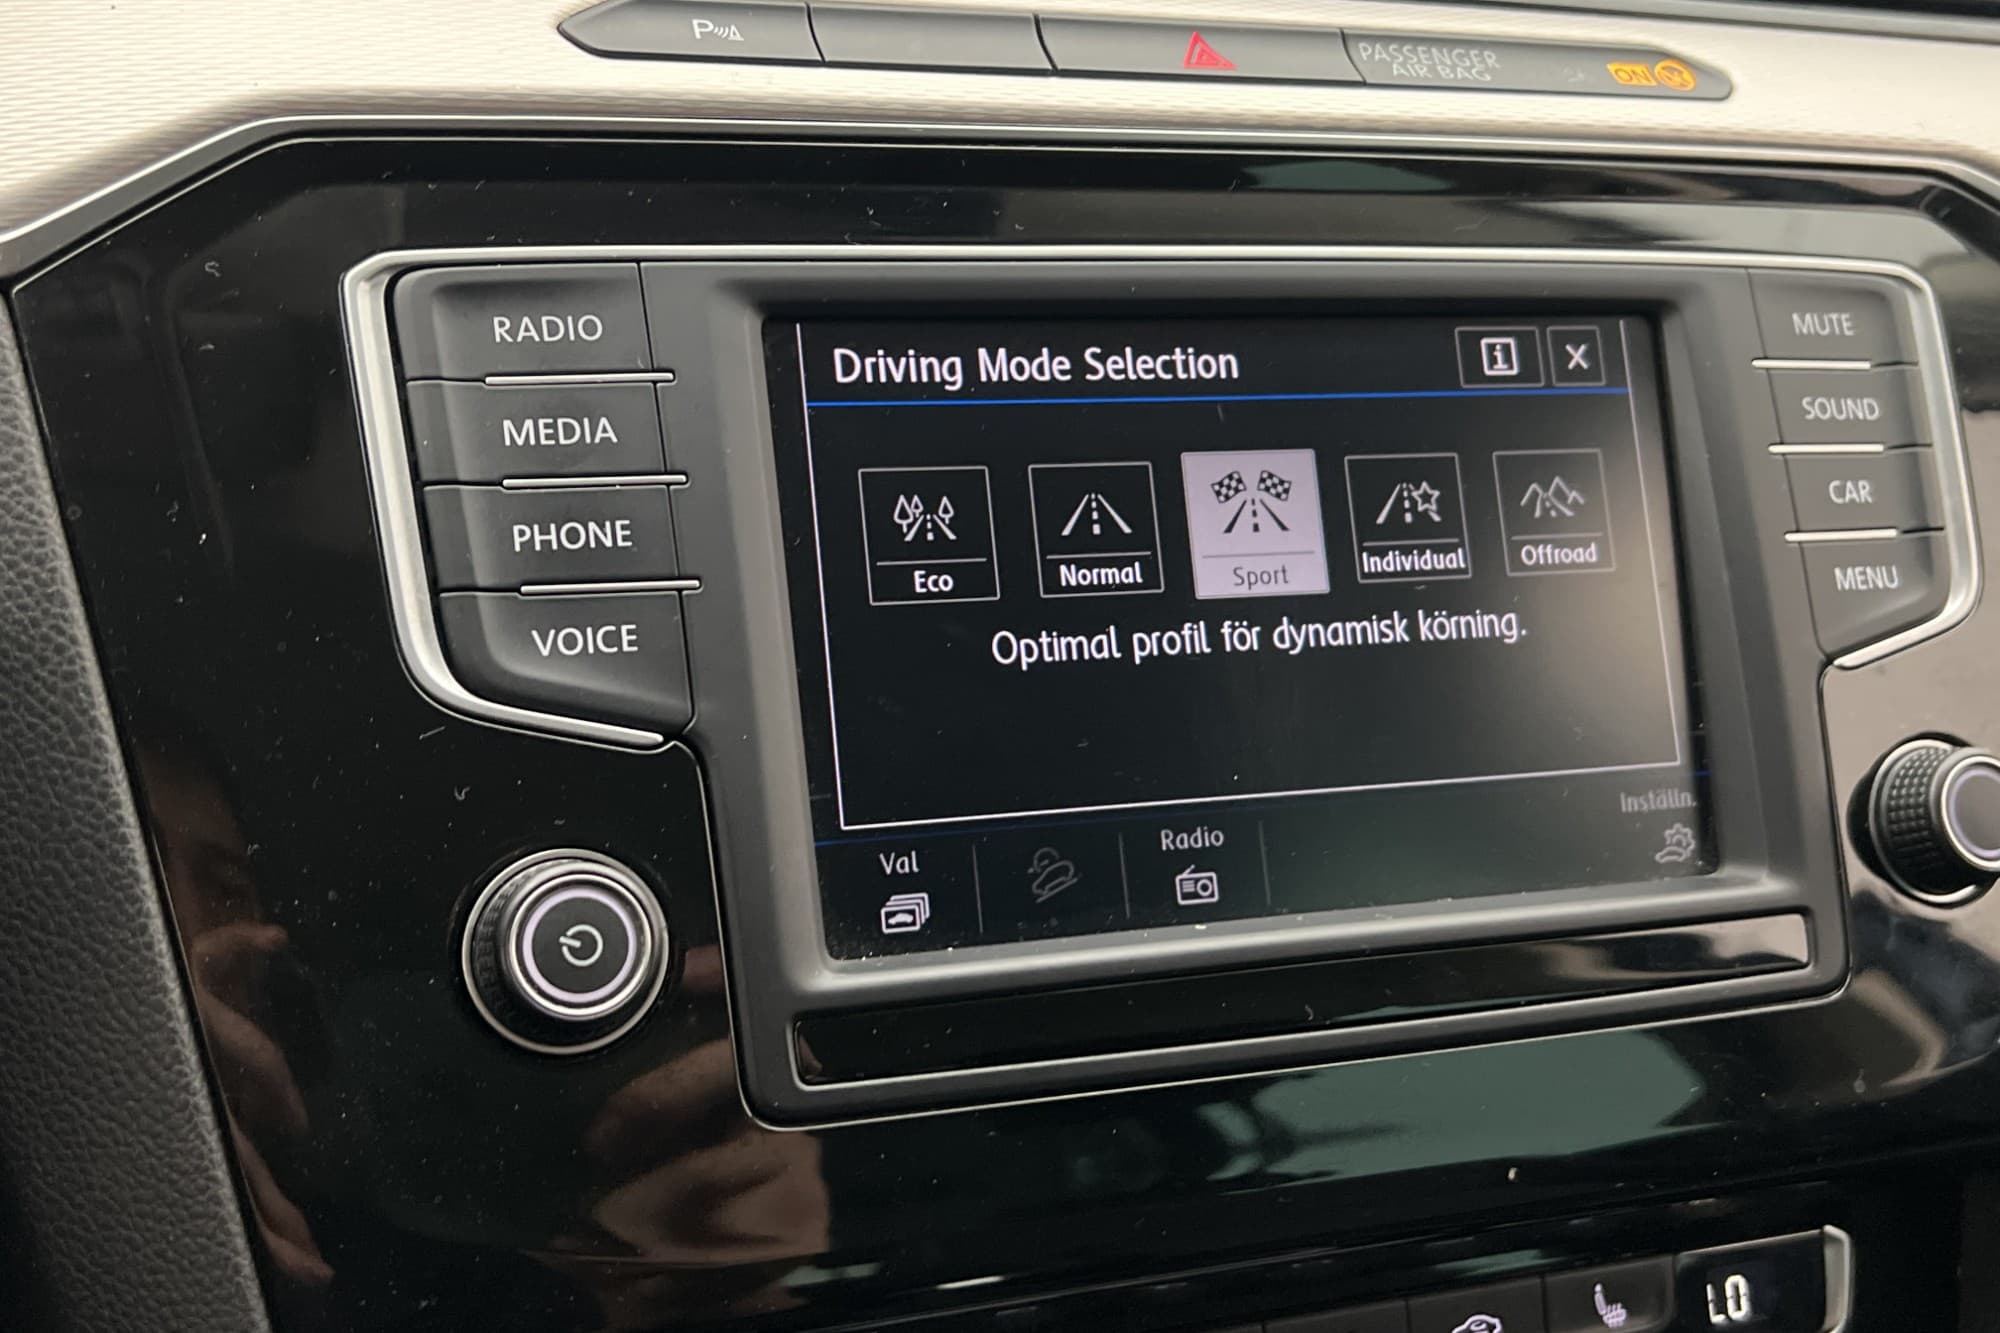 P
PASSENGER
AIR BAG
ON
RADIO
MEDIA
PHONE
VOICE
Driving Mode Selection
i
X
Eco
Normal
Sport
Individual
Offroad
Optimal profil för dynamisk körning.
Val
Radio
Inställn.
MUTE
SOUND
CAR
MENU
LO